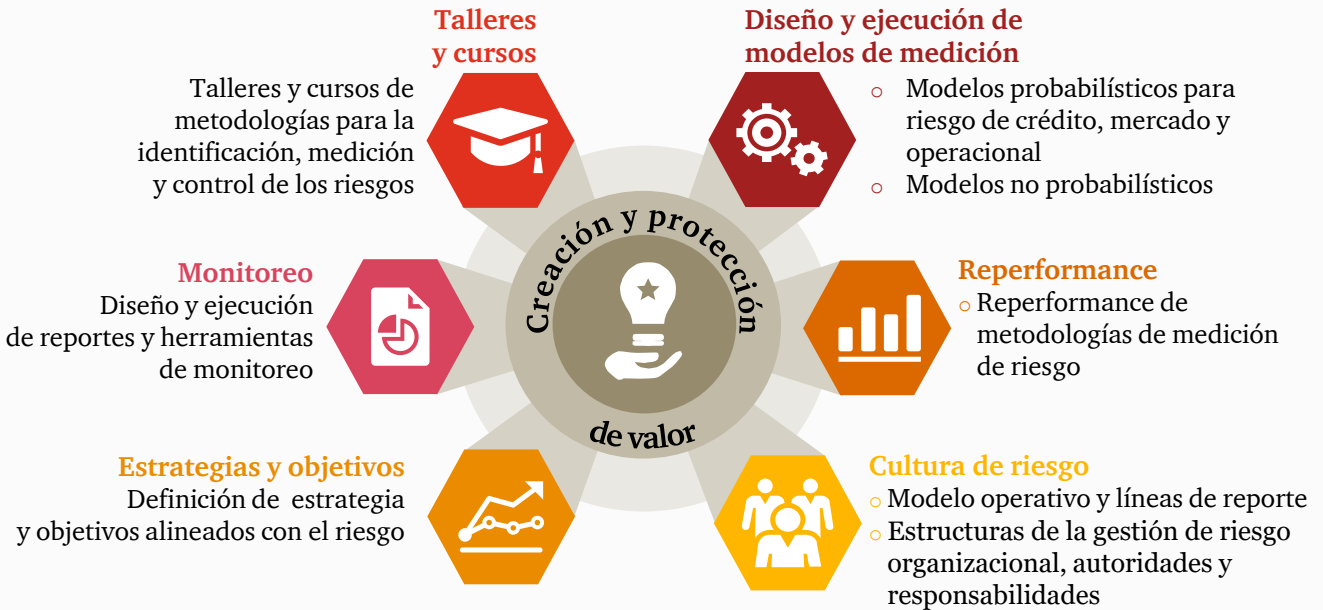 Talleres
y cursos
Talleres y cursos de
metodologías para la
identificación, medición
y control de los riesgos
Diseño y ejecución de
modelos de medición
○ Modelos probabilísticos para
riesgo de crédito, mercado y
operacional
○ Modelos no probabilísticos
Monitoreo
Diseño y ejecución
de reportes y herramientas
de monitoreo
Creación y protección
de valor
Reperformance
○ Reperformance de
metodologías de medición
de riesgo
Estrategias y objetivos
Definición de estrategia
y objetivos alineados con el riesgo
Cultura de riesgo
○ Modelo operativo y líneas de reporte
○ Estructuras de la gestión de riesgo
organizacional, autoridades y
responsabilidades